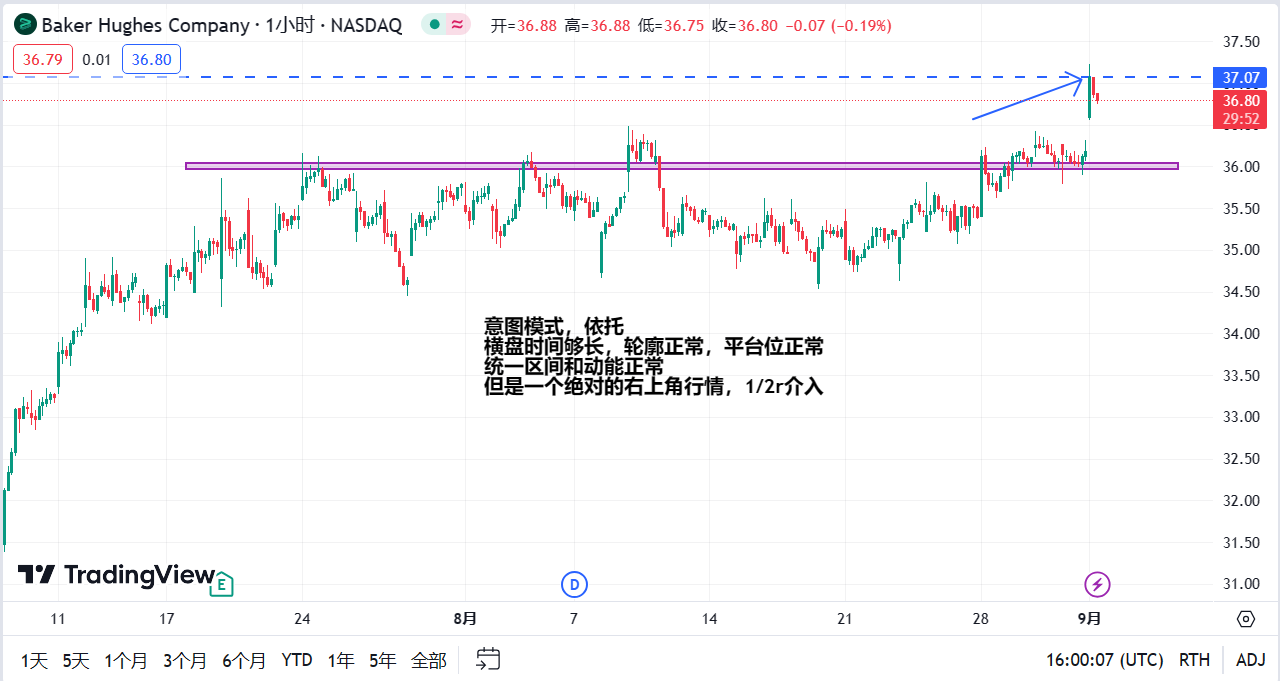 Baker Hughes Company · 1小时 · NASDAQ
开=36.88 高=36.88 低=36.75 收=36.80 −0.07 (−0.19%)
36.79 0.01 36.80
37.50
37.07
36.80
29:52
36.00
35.50
35.00
34.50
34.00
33.50
33.00
32.50
32.00
31.50
31.00
意图模式，依托
横盘时间够长，轮廓正常，平台位正常
统一区间和动能正常
但是一个绝对的右上角行情，1/2r介入
TradingView
E
D
11 17 24 8月 7 14 21 28 9月
1天 5天 1个月 3个月 6个月 YTD 1年 5年 全部
16:00:07 (UTC) RTH ADJ